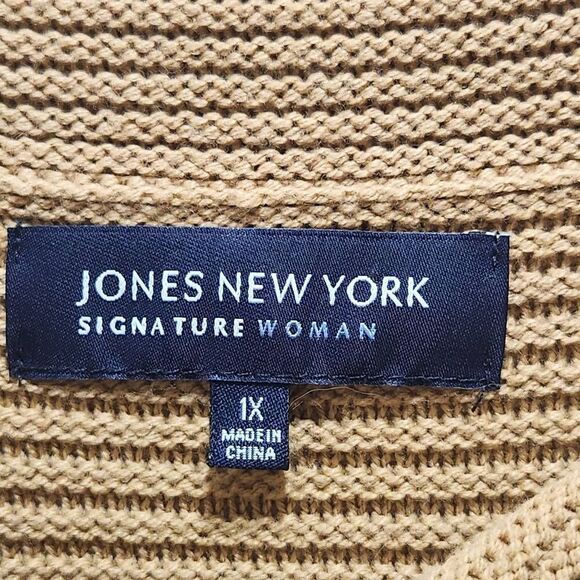 JONES NEW YORK
SIGNATURE WOMAN
1X
MADE IN
CHINA